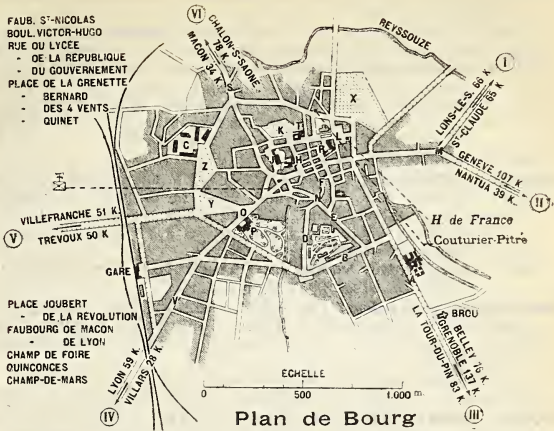 FAUB. ST-NICOLAS
BOUL. VICTOR-HUGO
RUE DU LYCÉE
- DE LA RÉPUBLIQUE
- DU GOUVERNEMENT
PLACE DE LA GRENETTE
- BERNARD
- DES 4 VENTS
- QUINET
VI
CHALON-S-SAONE
78 K
MACON 34 K.
REYSSOUZE
I
LONS-LE-S. 66 K
ST-CLAUDE 65 K
X
K
L
C
H
Z
GENEVE 107 K
NANTUA 39 K.
II
Y
N
VILLEFRANCHE 51 K.
TREVOUX 50 K.
V
O
P
E
D
B
H. de France
Couturier-Pitre
GARE
V
PLACE JOUBERT
- DE LA RÉVOLUTION
FAUBOURG DE MACON
- DE LYON
CHAMP DE FOIRE
QUINCONCES
CHAMP-DE-MARS
BROU
BELLEY 76 K.
GRENOBLE 137 K
LA TOUR-DU-PIN 83 K
III
LYON 59 K
VILLARS 28 K
IV
ECHELLE
0 500 1.000 m.
Plan de Bourg